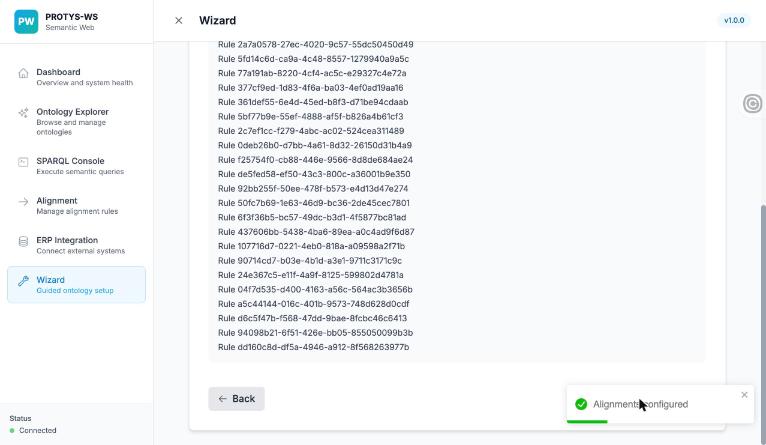 PW
PROTYS-WS
Semantic Web
Dashboard
Overview and system health
Ontology Explorer
Browse and manage
ontologies
SPARQL Console
Execute semantic queries
Alignment
Manage alignment rules
ERP Integration
Connect external systems
Wizard
Guided ontology setup
Status
Connected
Wizard
v1.0.0
Rule 2a7a0578-27ec-4020-9c57-55dc50450d49
Rule 5fd14c6d-ca9a-4c48-8557-1279940a9a5c
Rule 77a191ab-8220-4cf4-ac5c-e29327c4e72a
Rule 377cf9ed-1d83-4f6a-ba03-4ef0ad19aa16
Rule 361def55-6e4d-45ed-b8f3-d71be94cdaab
Rule 5bf77b9e-55ef-4888-af5f-b826a4b61cf3
Rule 2c7ef1cc-f279-4abc-ac02-524cea311489
Rule 0deb26b0-d7bb-4a61-8d32-26150d31b4a9
Rule f25754f0-cb88-446e-9566-8d8de684ae24
Rule de5fed58-ef50-43c3-800c-a36001b9e350
Rule 92bb255f-50ee-478f-b573-e4d13d47e274
Rule 50fc7b69-1e63-46d9-bc36-2de45cec7801
Rule 6f3f36b5-bc57-49dc-b3d1-4f5877bc81ad
Rule 437606bb-5438-4ba6-89ea-a0c4ad9f6d87
Rule 107716d7-0221-4eb0-818a-a09598a2f71b
Rule 90714cd7-b03e-4b1d-a3e1-9711c3171c9c
Rule 24e367c5-e11f-4a9f-8125-599802d4781a
Rule 04f7d535-d400-4163-a56c-564ac3b3656b
Rule a5c44144-016c-401b-9573-748d628d0cdf
Rule d6c5f47b-f568-47dd-9bae-8fcbc46c6413
Rule 94098b21-6f51-426e-bb05-855050099b3b
Rule dd160c8d-df5a-4946-a912-8f568263977b
← Back
Alignments configured